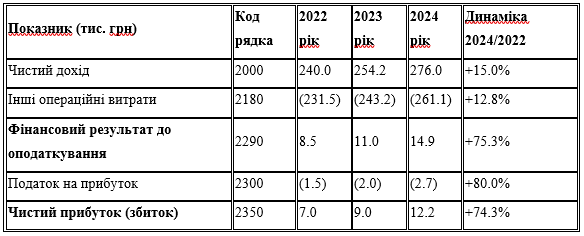 Показник (тис. грн) Код рядка 2022 рік 2023 рік 2024 рік Динаміка 2024/2022
Чистий дохід 2000 240.0 254.2 276.0 +15.0%
Інші операційні витрати 2180 (231.5) (243.2) (261.1) +12.8%
Фінансовий результат до оподаткування 2290 8.5 11.0 14.9 +75.3%
Податок на прибуток 2300 (1.5) (2.0) (2.7) +80.0%
Чистий прибуток (збиток) 2350 7.0 9.0 12.2 +74.3%